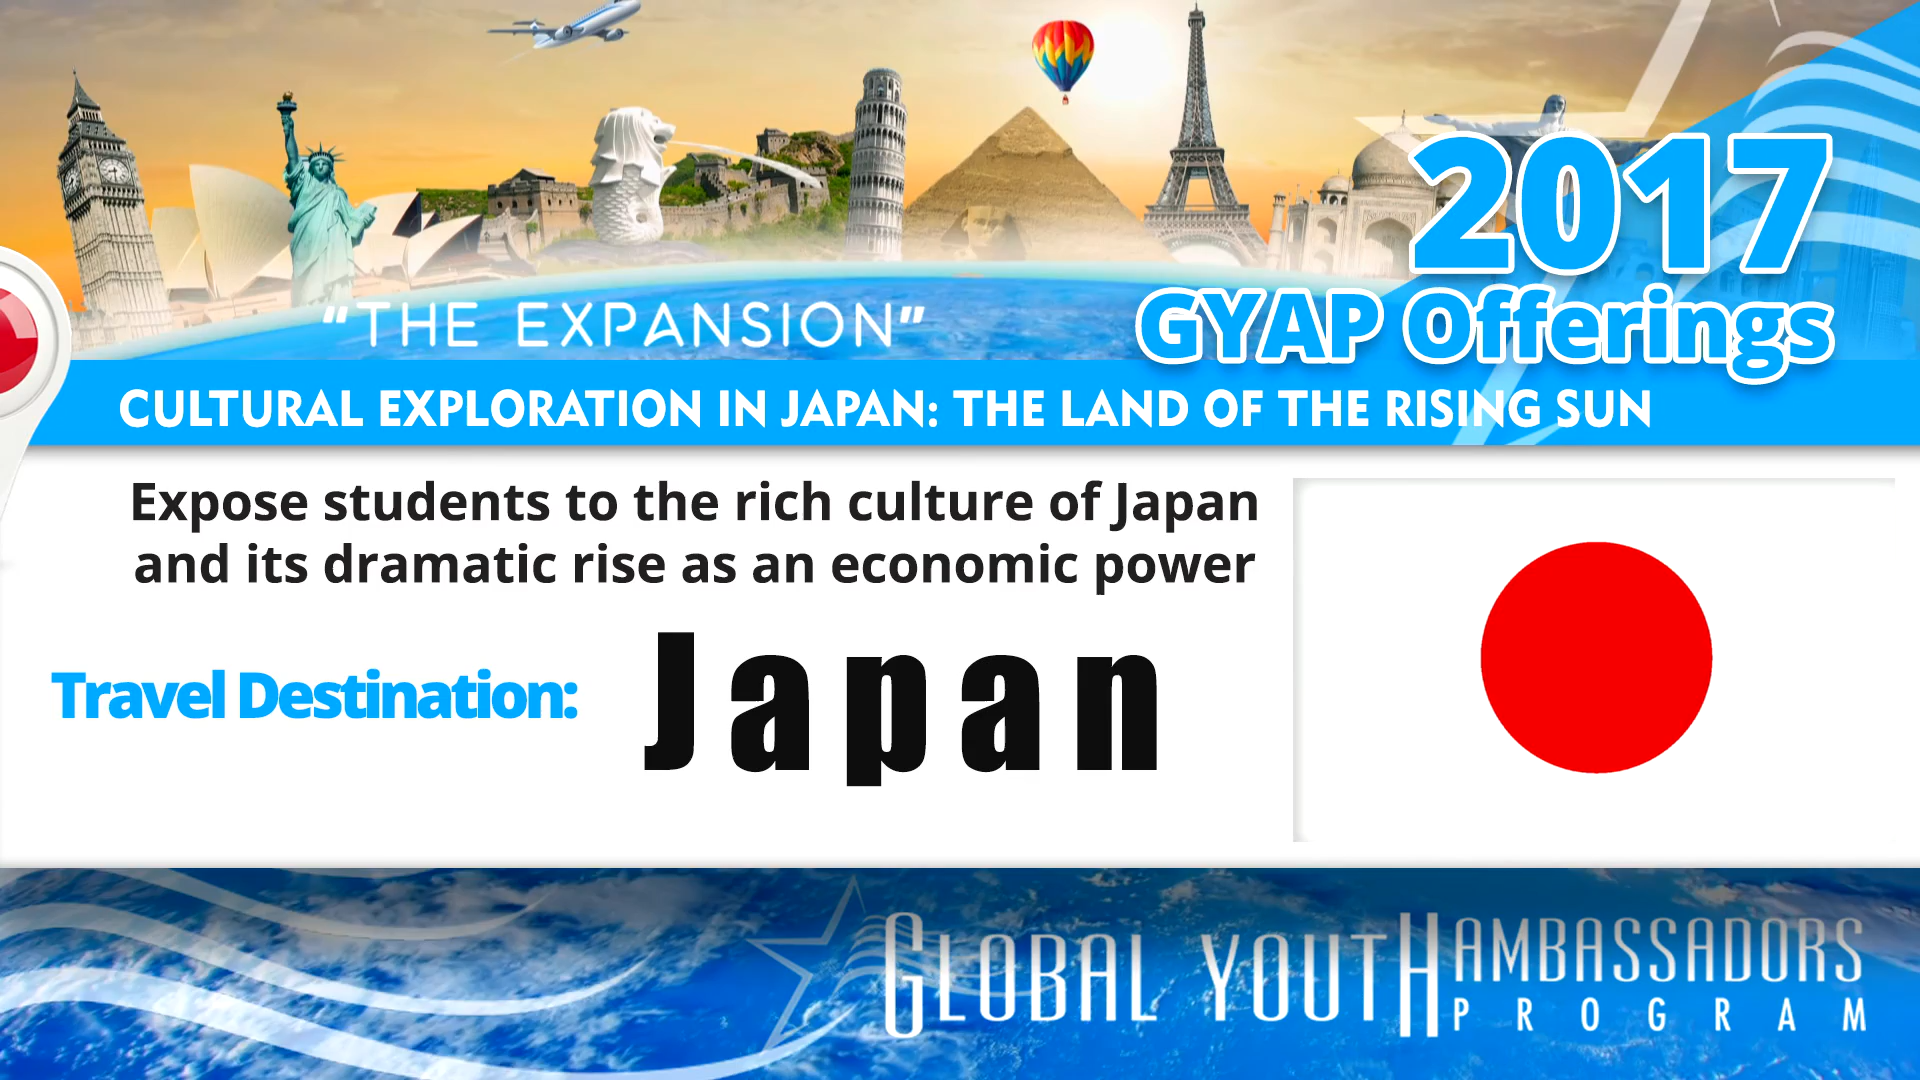 2017
"THE EXPANSION"
GYAP Offerings
CULTURAL EXPLORATION IN JAPAN: THE LAND OF THE RISING SUN
Expose students to the rich culture of Japan
and its dramatic rise as an economic power
Travel Destination:
Japan
GLOBAL YOUTH AMBASSADORS
PROGRAM